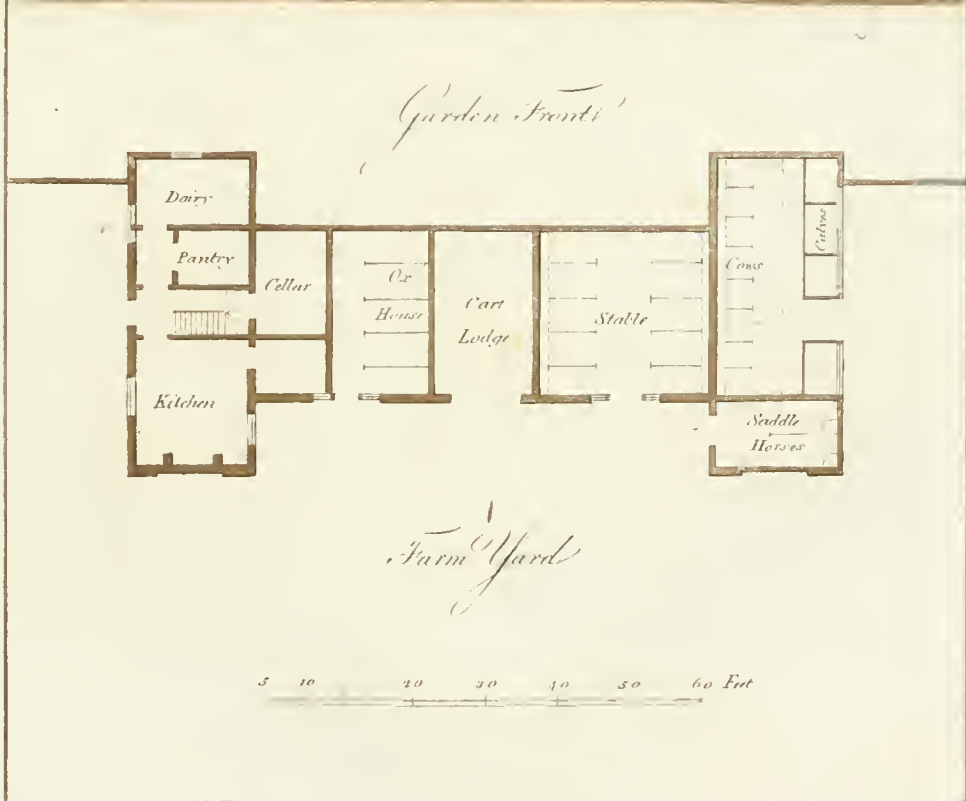 Garden Front
Dairy
Pantry
Cellar
Ox
House
Cart
Lodge
Stable
Cows
Calves
Kitchen
Saddle
Horses
Farm Yard
5 10 20 30 40 50 60 Feet